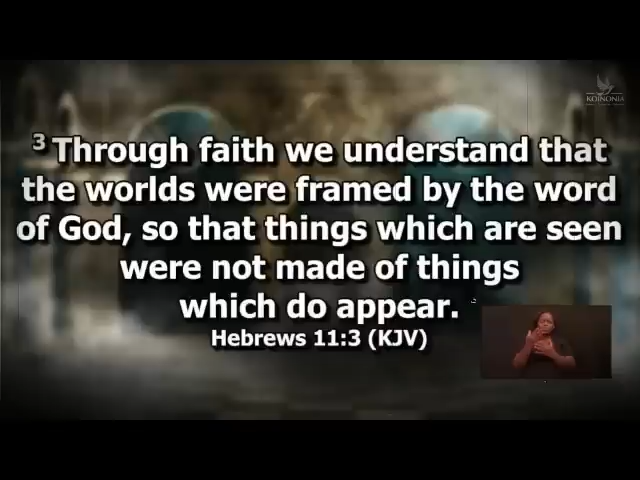 KOINONIA
3 Through faith we understand that
the worlds were framed by the word
of God, so that things which are seen
were not made of things
which do appear.
Hebrews 11:3 (KJV)